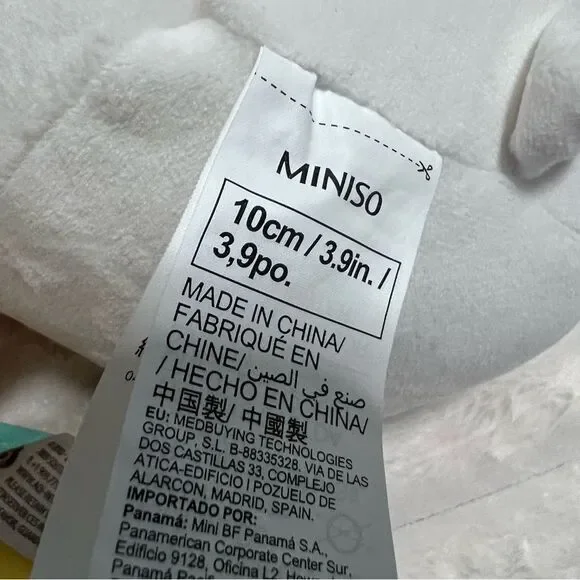 MINISO
10cm / 3.9in. /
3,9po.
MADE IN CHINA/
FABRIQUÉ EN
CHINE/ صنع في الصين
/ HECHO EN CHINA/
中国製/ 中國製
EU: MEDBUYING TECHNOLOGIES
GROUP, S.L. B-88335328. VIA DE LAS
DOS CASTILLAS 33, COMPLEJO
ATICA-EDIFICIO I POZUELO DE
ALARCON, MADRID, SPAIN.
IMPORTADO POR:
Panamá: Mini BF Panamá S.A.,
Panamerican Corporate Center Sur,
Edificio 9128, Oficina L2, Howard,
Panamá